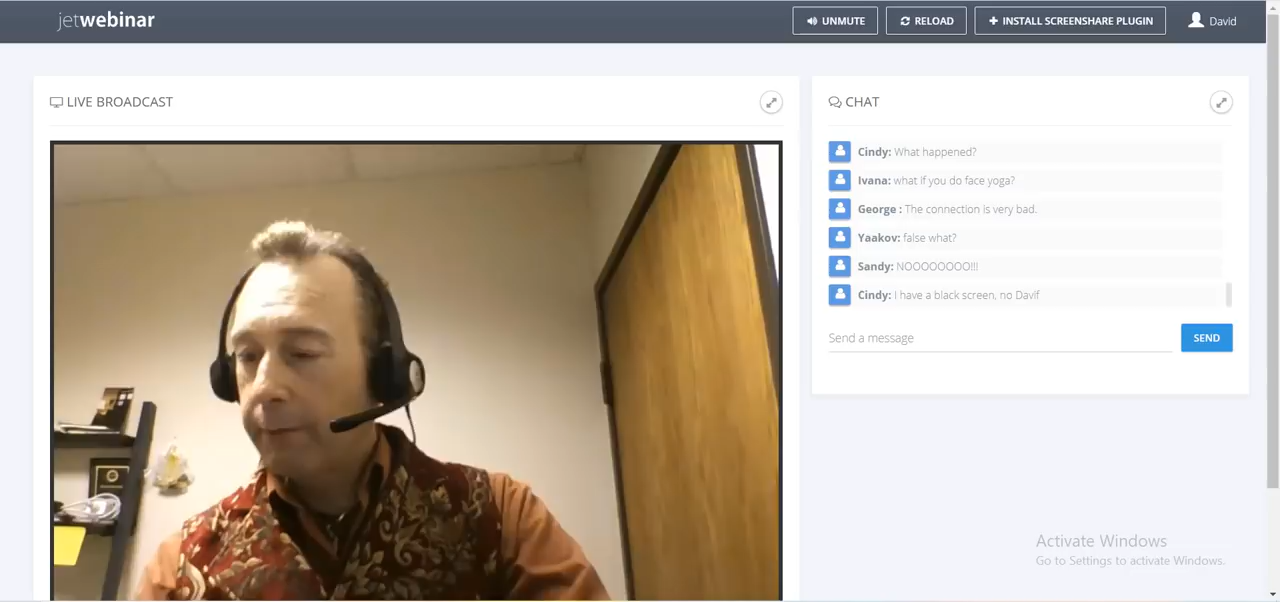 jetwebinar
UNMUTE
RELOAD
INSTALL SCREENSHARE PLUGIN
David
LIVE BROADCAST
CHAT
Cindy: What happened?
Ivana: what if you do face yoga?
George : The connection is very bad.
Yaakov: false what?
Sandy: NOOOOOOOO!!!
Cindy: I have a black screen, no Davif
Send a message
SEND
Activate Windows
Go to Settings to activate Windows.